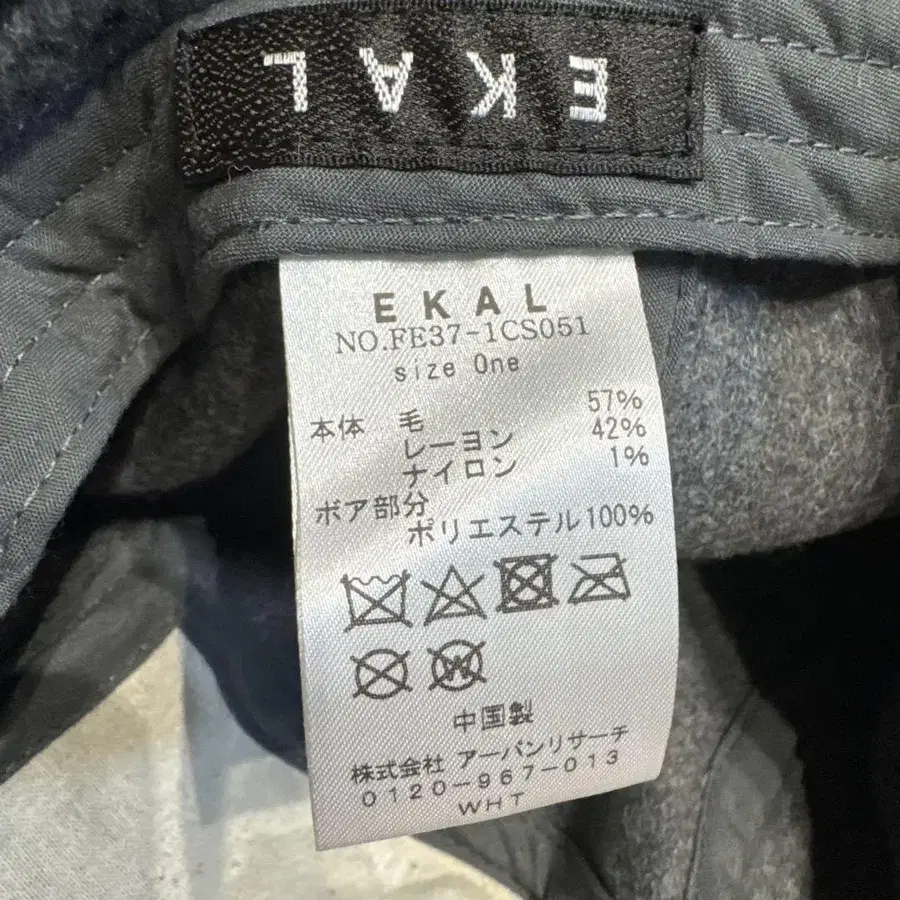 EKAL
EKAL
NO.FE37-1CS051
size One
本体 毛 57%
レーヨン 42%
ナイロン 1%
ボア部分
ポリエステル100%
W
中国製
株式会社 アーバンリサーチ
0120-967-013
WHT